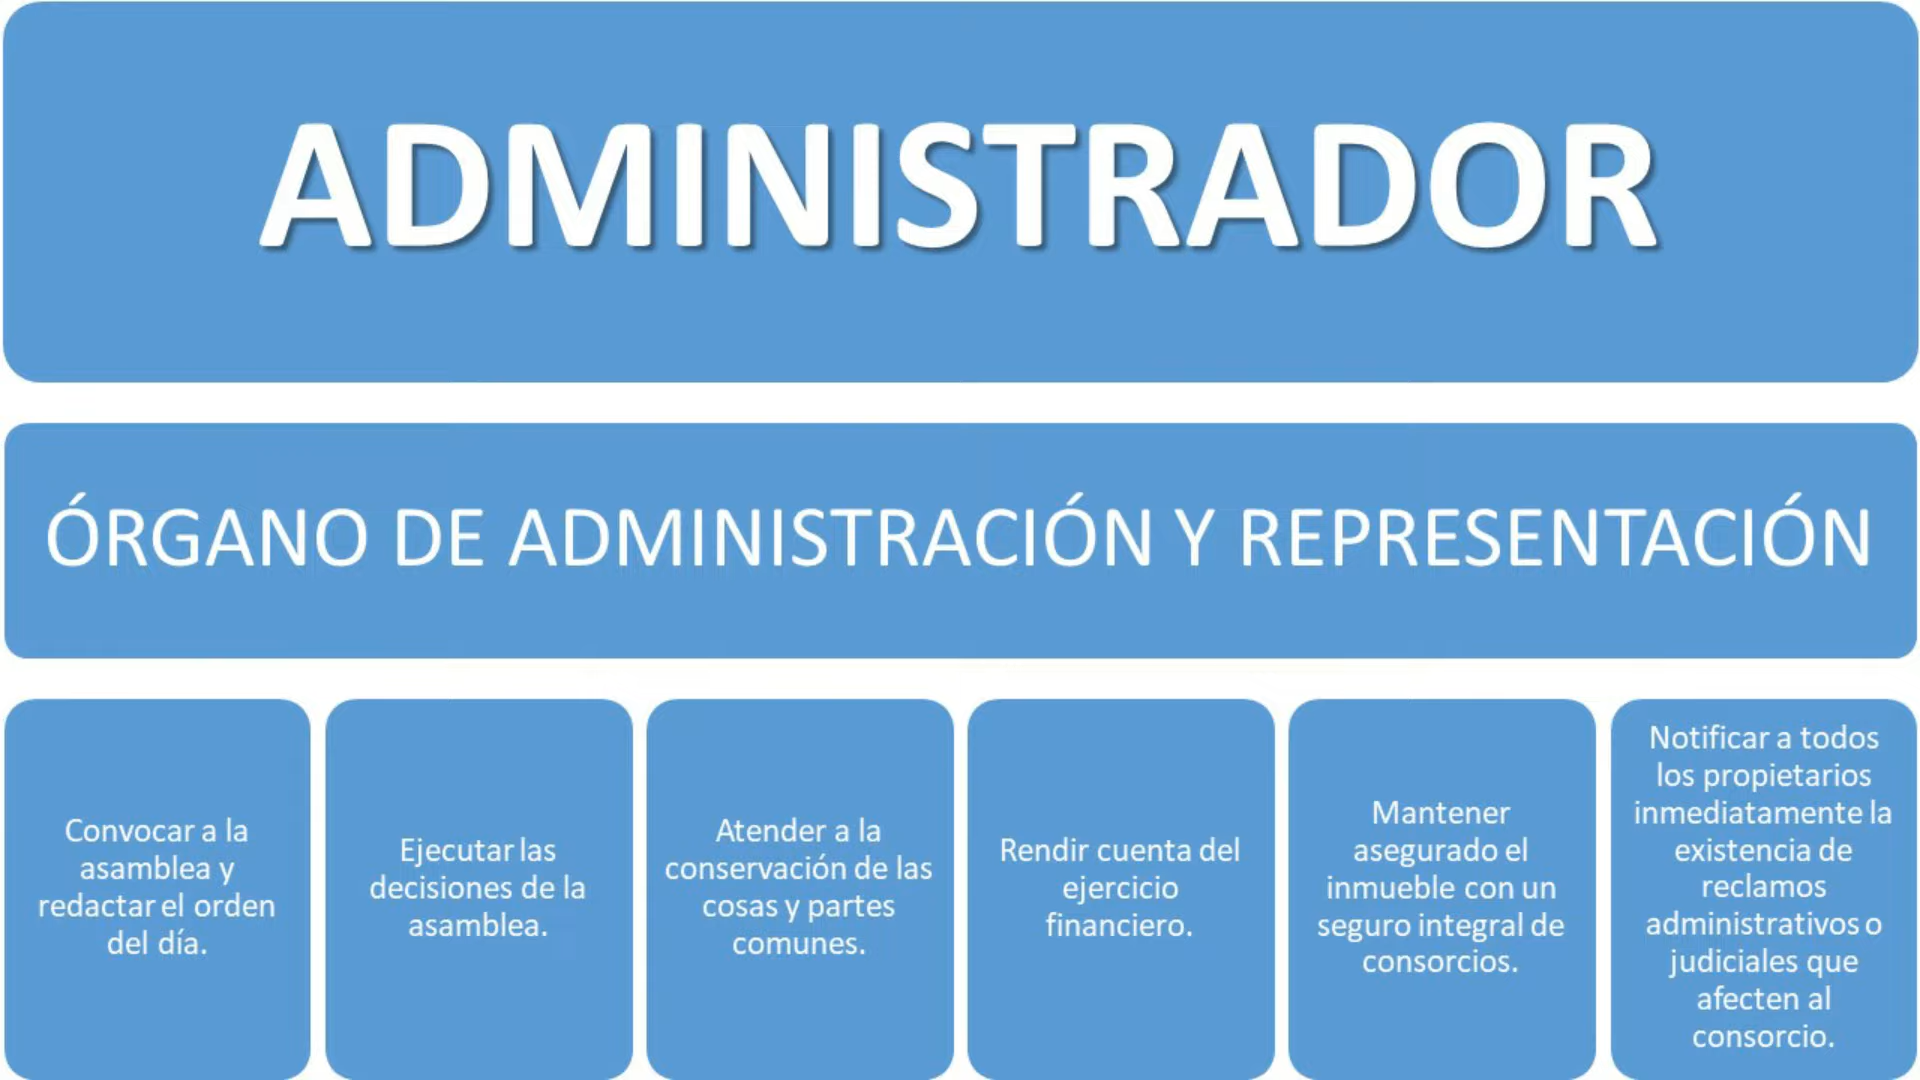 ADMINISTRADOR
ÓRGANO DE ADMINISTRACIÓN Y REPRESENTACIÓN
Convocar a la
asamblea y
redactar el orden
del día.
Ejecutar las
decisiones de la
asamblea.
Atender a la
conservación de las
cosas y partes
comunes.
Rendir cuenta del
ejercicio
financiero.
Mantener
asegurado el
inmueble con un
seguro integral de
consorcios.
Notificar a todos
los propietarios
inmediatamente la
existencia de
reclamos
administrativos o
judiciales que
afecten al
consorcio.